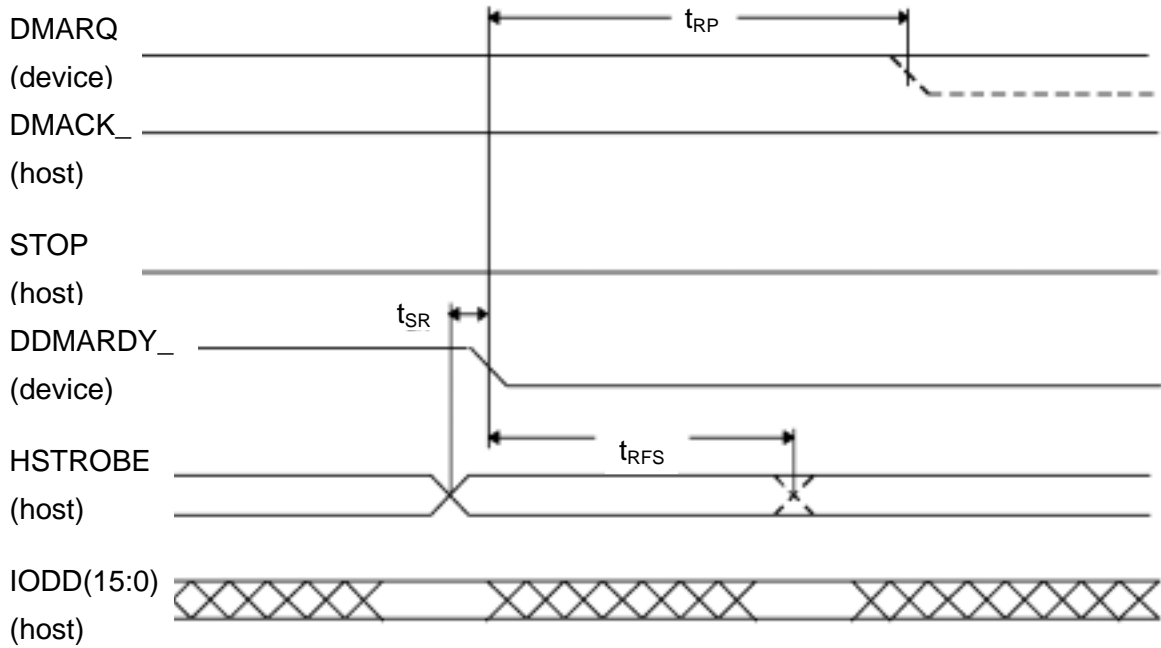 DMARQ
(device)
DMACK_
(host)
STOP
(host)
DDMARDY_
(device)
HSTROBE
(host)
IODD(15:0)
(host)
tRP
tSR
tRFS